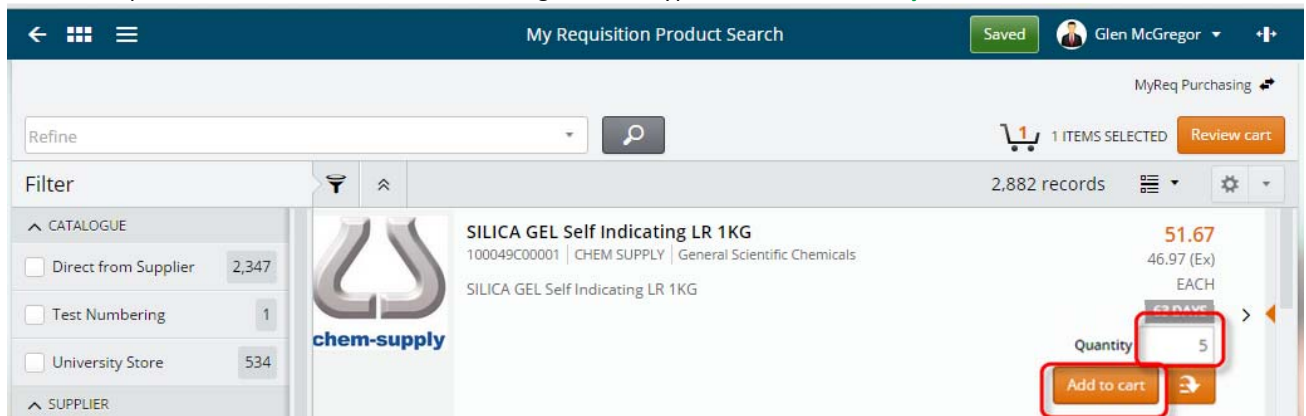 My Requisition Product Search
Saved
Glen McGregor
MyReq Purchasing
Refine
1
1 ITEMS SELECTED
Review cart
Filter
2,882 records
CATALOGUE
Direct from Supplier 2,347
Test Numbering 1
University Store 534
SUPPLIER
chem-supply
SILICA GEL Self Indicating LR 1KG
100049C00001 | CHEM SUPPLY | General Scientific Chemicals
SILICA GEL Self Indicating LR 1KG
51.67
46.97 (Ex)
EACH
DAYS
Quantity 5
Add to cart